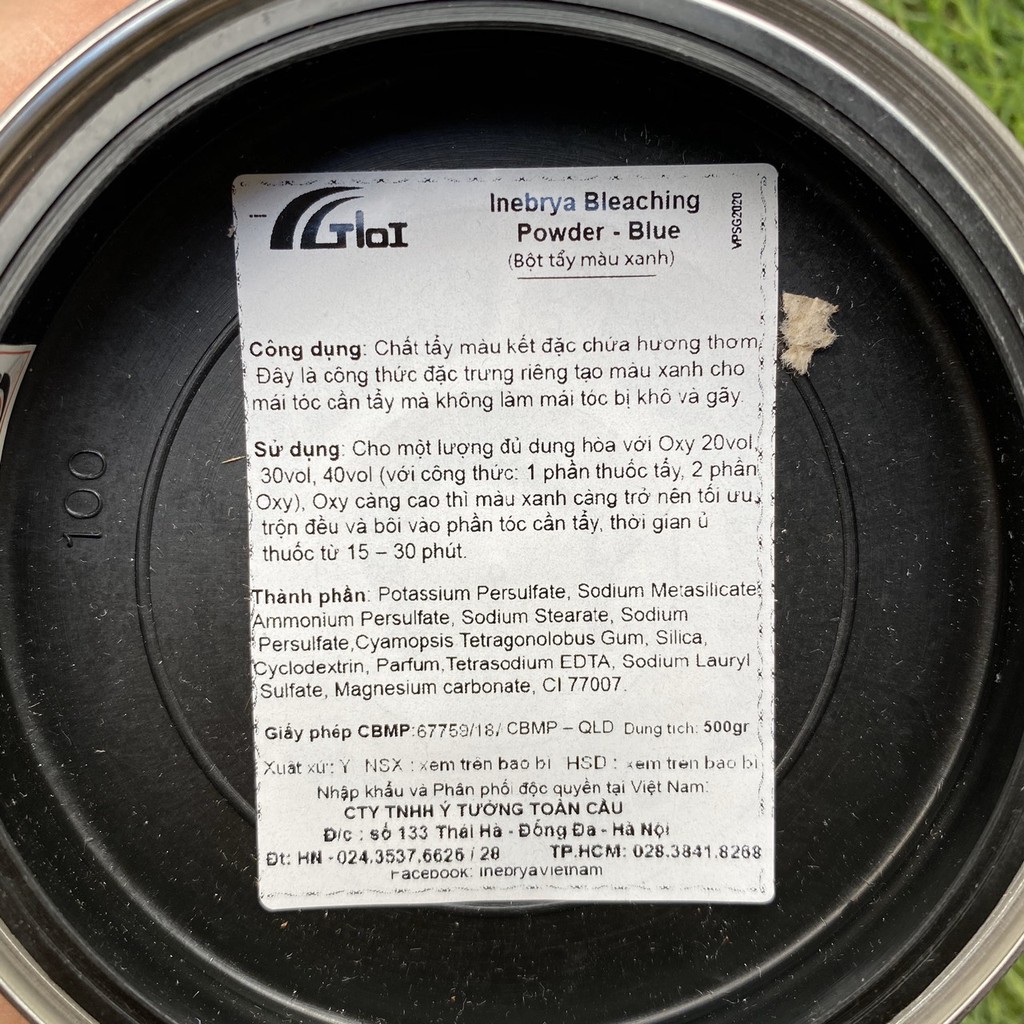 GloI
Inebrya Bleaching
Powder - Blue
(Bột tẩy màu xanh)
VPSG2020
Công dụng: Chất tẩy màu kết đặc chứa hương thơm.
Đây là công thức đặc trưng riêng tạo màu xanh cho
mái tóc cần tẩy mà không làm mái tóc bị khô và gãy.
Sử dụng: Cho một lượng đủ dung hòa với Oxy 20vol,
30vol, 40vol (với công thức: 1 phần thuốc tẩy, 2 phần
Oxy), Oxy càng cao thì màu xanh càng trở nên tối ưu,
trộn đều và bôi vào phần tóc cần tẩy, thời gian ủ
thuốc từ 15 – 30 phút.
Thành phần: Potassium Persulfate, Sodium Metasilicate,
Ammonium Persulfate, Sodium Stearate, Sodium
Persulfate,Cyamopsis Tetragonolobus Gum, Silica,
Cyclodextrin, Parfum,Tetrasodium EDTA, Sodium Lauryl
Sulfate, Magnesium carbonate, CI 77007.
Giấy phép CBMP:67759/18/ CBMP – QLD Dung tích: 500gr
Xuất xứ: Ý NSX : xem trên bao bì HSD : xem trên bao bì
Nhập khẩu và Phân phối độc quyền tại Việt Nam:
CTY TNHH Ý TƯỞNG TOÀN CẦU
Đ/c : số 133 Thái Hà - Đống Đa - Hà Nội
Đt: HN - 024.3537.6626 / 28 TP.HCM: 028.3841.8268
Facebook: inebryavietnam
100